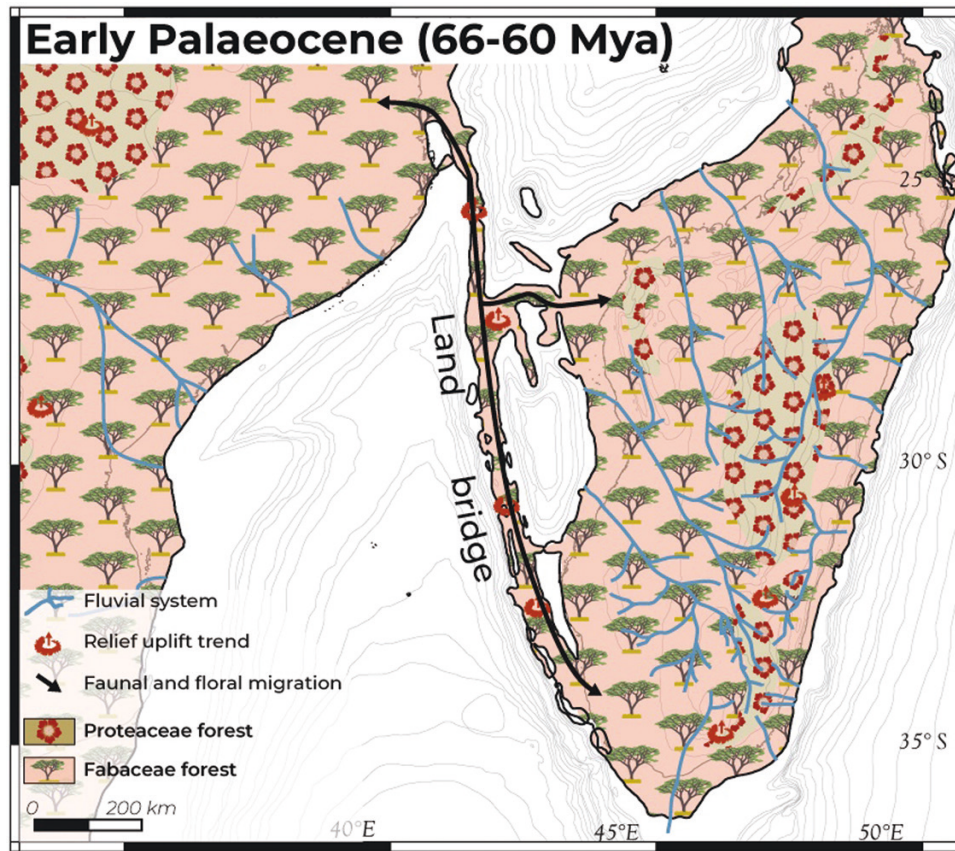 Early Palaeocene (66-60 Mya)
25°
Land
bridge
30° S
Fluvial system
Relief uplift trend
Faunal and floral migration
Proteaceae forest
Fabaceae forest
35° S
0 200 km
40°E
45°E
50°E